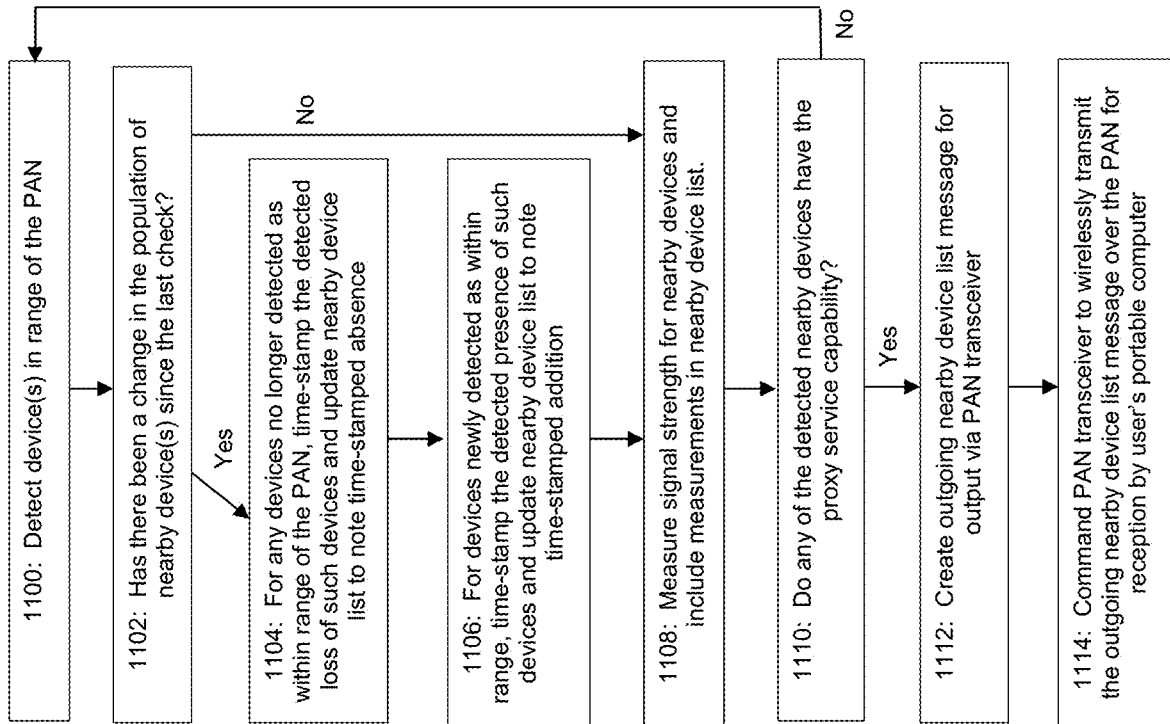 1100: Detect device(s) in range of the PAN
1102: Has there been a change in the population of
nearby device(s) since the last check?
Yes
No
1104: For any devices no longer detected as
within range of the PAN, time-stamp the detected
loss of such devices and update nearby device
list to note time-stamped absence
1106: For devices newly detected as within
range, time-stamp the detected presence of such
devices and update nearby device list to note
time-stamped addition
1108: Measure signal strength for nearby devices and
include measurements in nearby device list.
1110: Do any of the detected nearby devices have the
proxy service capability?
No
Yes
1112: Create outgoing nearby device list message for
output via PAN transceiver
1114: Command PAN transceiver to wirelessly transmit
the outgoing nearby device list message over the PAN for
reception by user's portable computer